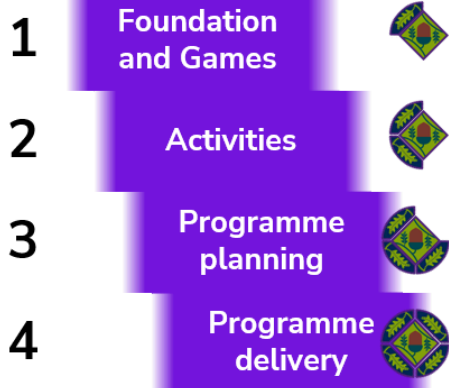 1
Foundation
and Games
2
Activities
3
Programme
planning
4
Programme
delivery